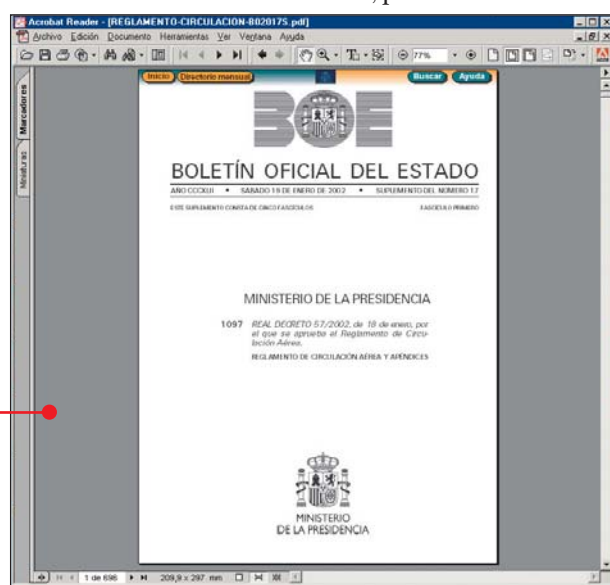 Acrobat Reader - [REGLAMENTO-CIRCULACION-B020175.pdf]
Archivo Edición Documento Herramientas Ver Ventana Ayuda
77%
Marcadores
Miniaturas
Inicio Directorio mensual Buscar Ayuda
BOE
BOLETÍN OFICIAL DEL ESTADO
AÑO CCCXLII • SÁBADO 19 DE ENERO DE 2002 • SUPLEMENTO DEL NÚMERO 17
ESTE SUPLEMENTO CONSTA DE CINCO FASCÍCULOS FASCÍCULO PRIMERO
MINISTERIO DE LA PRESIDENCIA
1097 REAL DECRETO 57/2002, de 18 de enero, por
el que se aprueba el Reglamento de Circu-
lación Aérea.
REGLAMENTO DE CIRCULACIÓN AÉREA Y APÉNDICES
MINISTERIO
DE LA PRESIDENCIA
1 de 696 209,9 x 297 mm